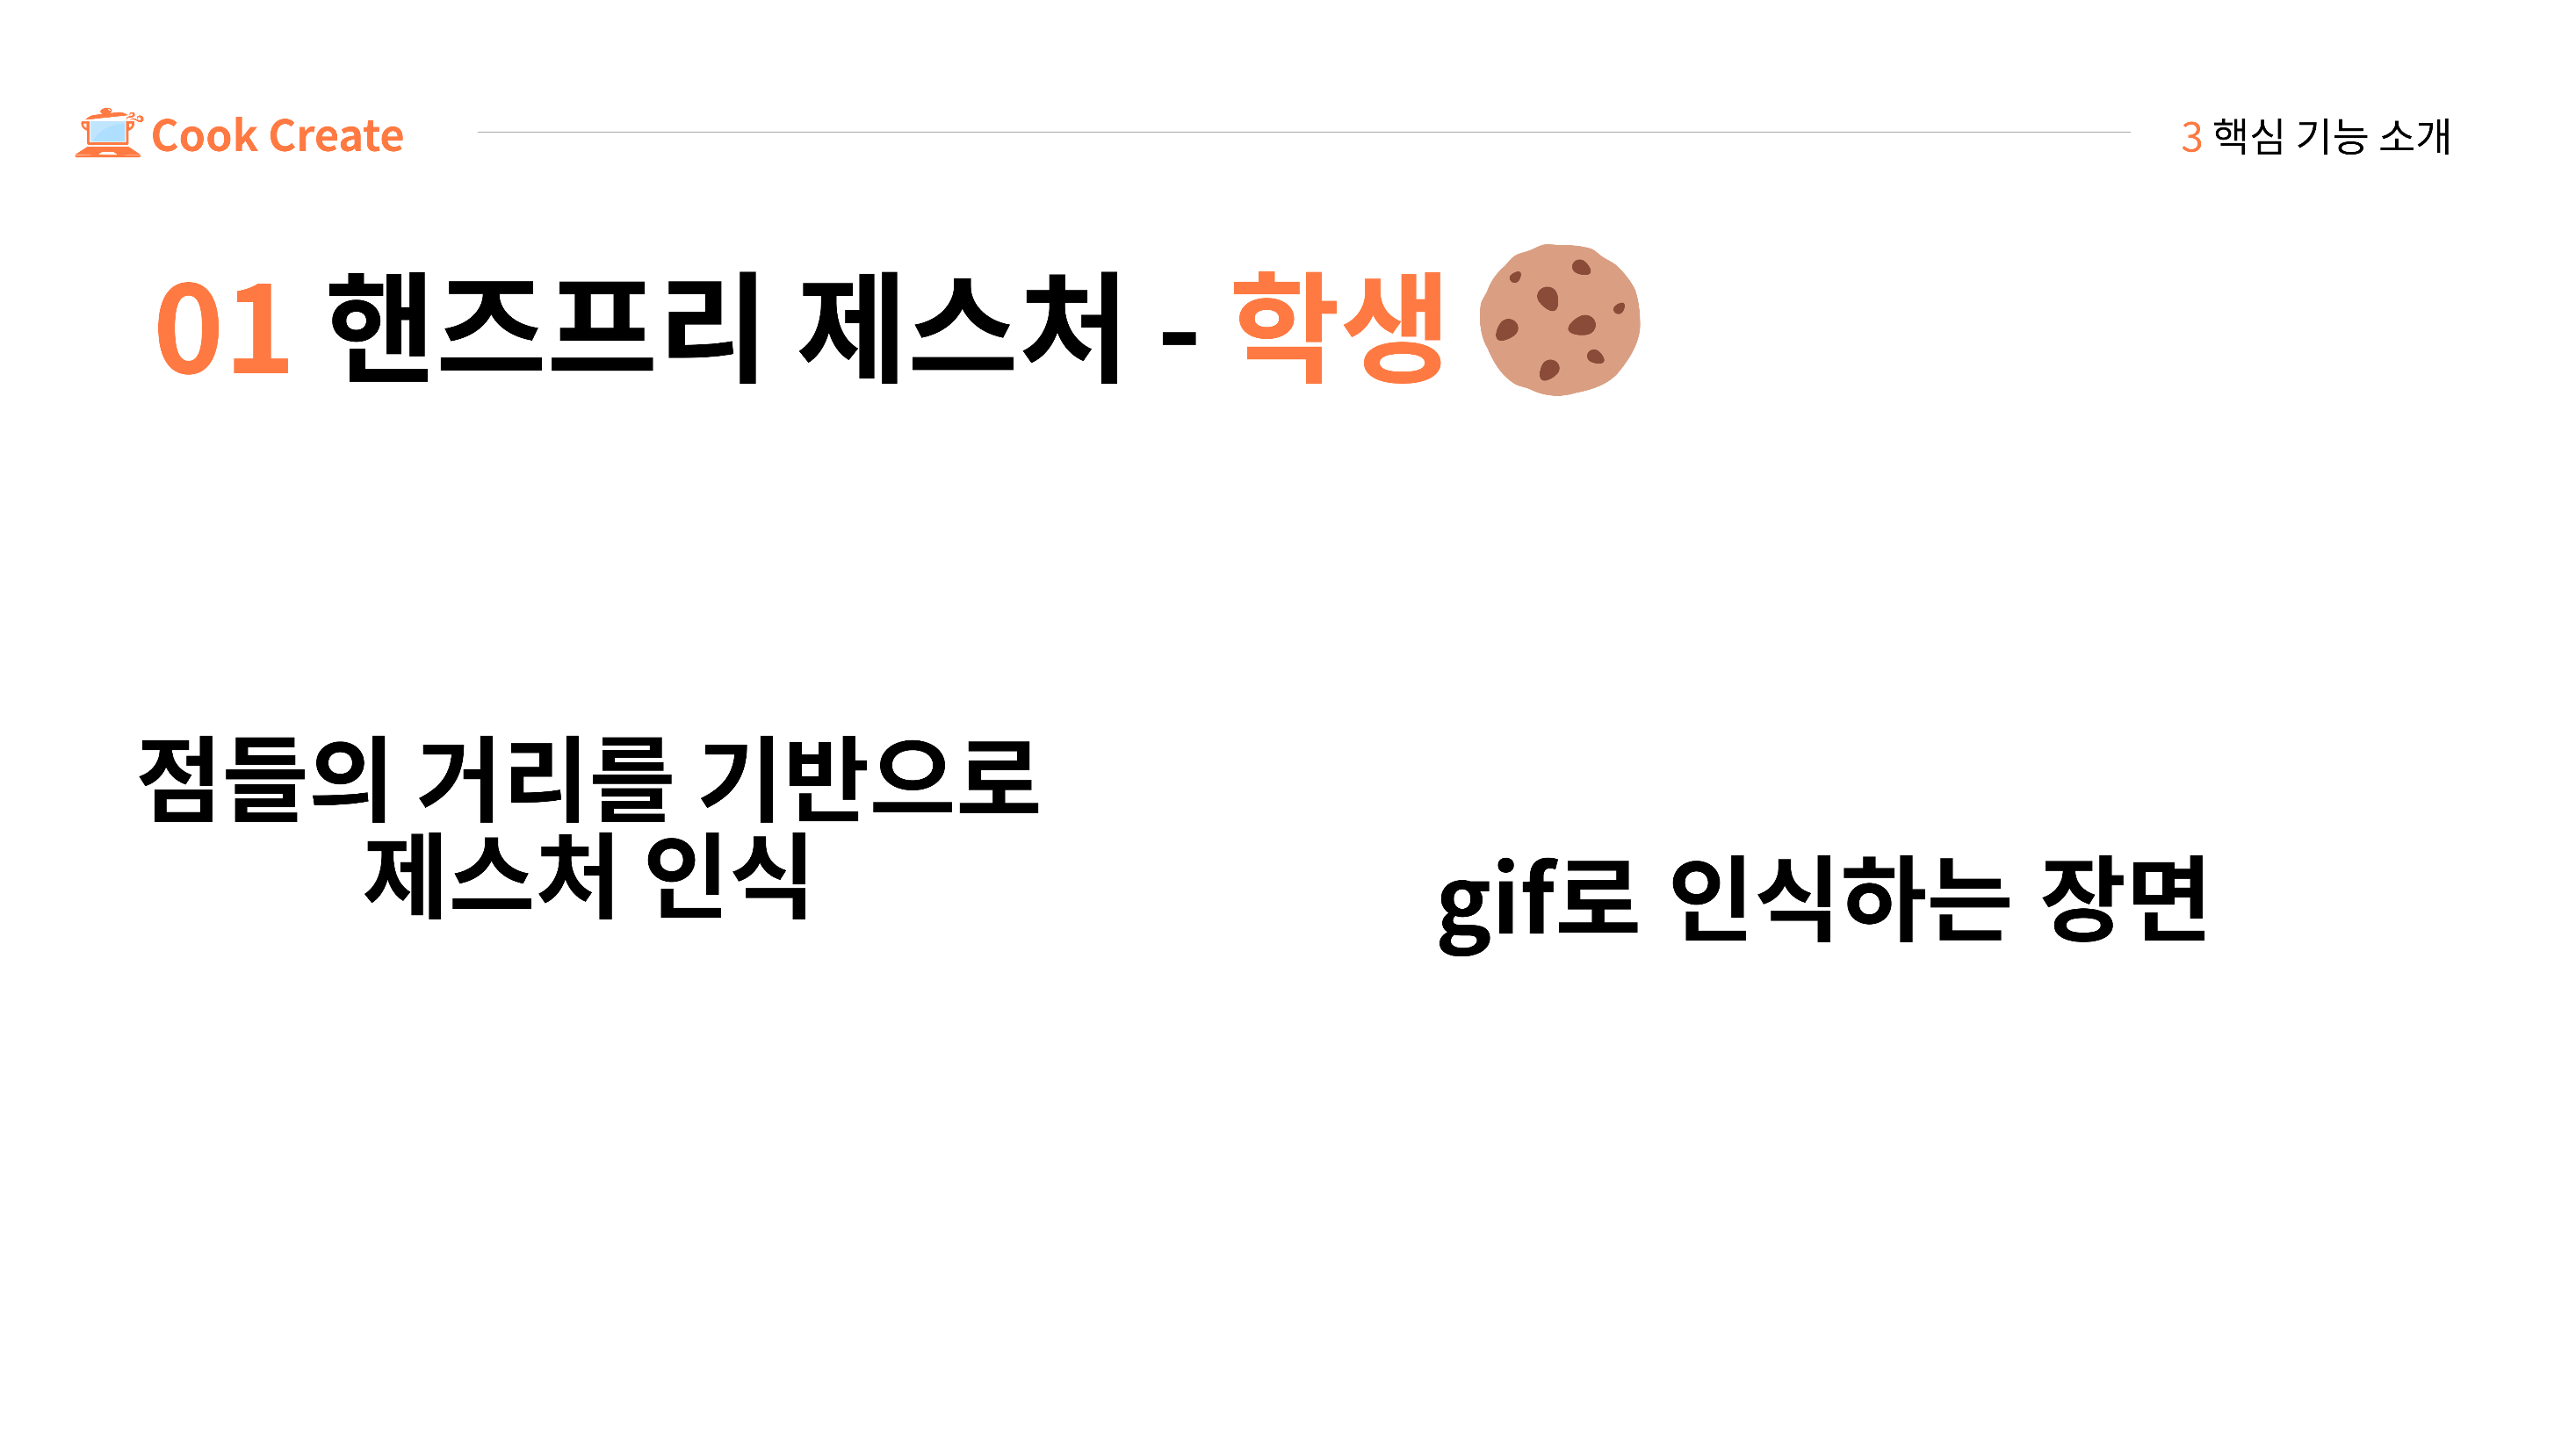 Cook Create
3 핵심 기능 소개
01 핸즈프리 제스처 - 학생
점들의 거리를 기반으로
제스처 인식
gif로 인식하는 장면